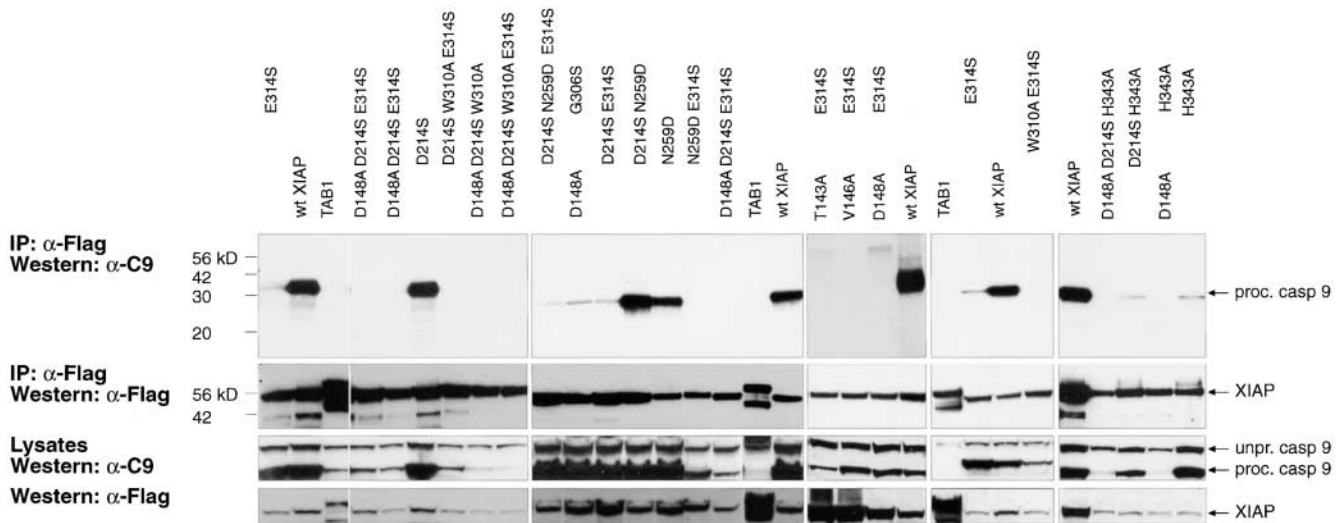 E314S
wt XIAP
TAB1
D148A D214S E314S
D148A D214S E314S
D214S
D214S W310A E314S
D148A D214S W310A
D148A D214S W310A E314S
D214S N259D E314S
D148A G306S
D214S E314S
D214S N259D
N259D
N259D E314S
D148A D214S E314S
TAB1
wt XIAP
T143A E314S
V146A E314S
D148A E314S
wt XIAP
TAB1
E314S
wt XIAP
W310A E314S
wt XIAP
D148A D214S H343A
D214S H343A
D148A H343A
H343A
IP: α-Flag
Western: α-C9
56 kD
42
30
20
proc. casp 9
IP: α-Flag
Western: α-Flag
56 kD
42
XIAP
Lysates
Western: α-C9
unpr. casp 9
proc. casp 9
Western: α-Flag
XIAP